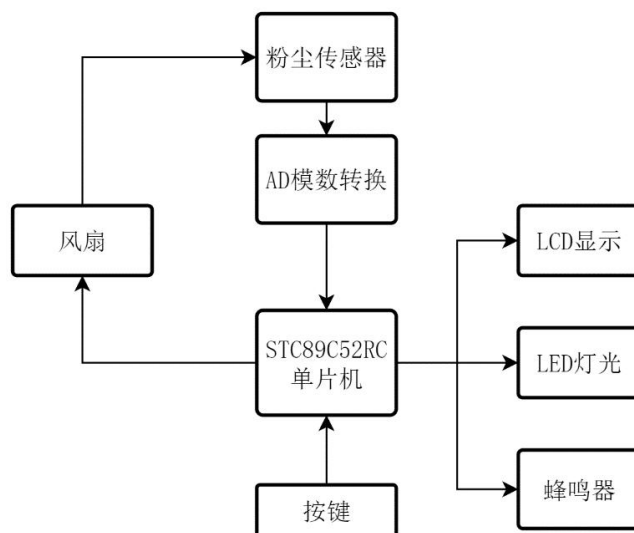 粉尘传感器
AD模数转换
风扇
LCD显示
STC89C52RC
单片机
LED灯光
蜂鸣器
按键